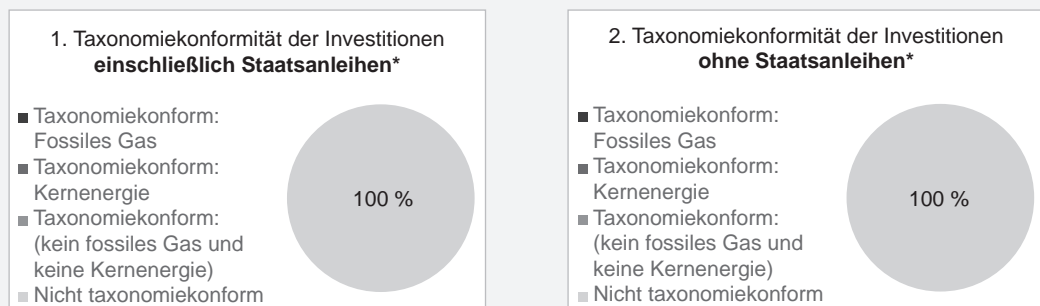 1. Taxonomiekonformität der Investitionen
einschließlich Staatsanleihen*
Taxonomiekonform:
Fossiles Gas
Taxonomiekonform:
Kernenergie
Taxonomiekonform:
(kein fossiles Gas und
keine Kernenergie)
Nicht taxonomiekonform
100 %
2. Taxonomiekonformität der Investitionen
ohne Staatsanleihen*
Taxonomiekonform:
Fossiles Gas
Taxonomiekonform:
Kernenergie
Taxonomiekonform:
(kein fossiles Gas und
keine Kernenergie)
Nicht taxonomiekonform
100 %